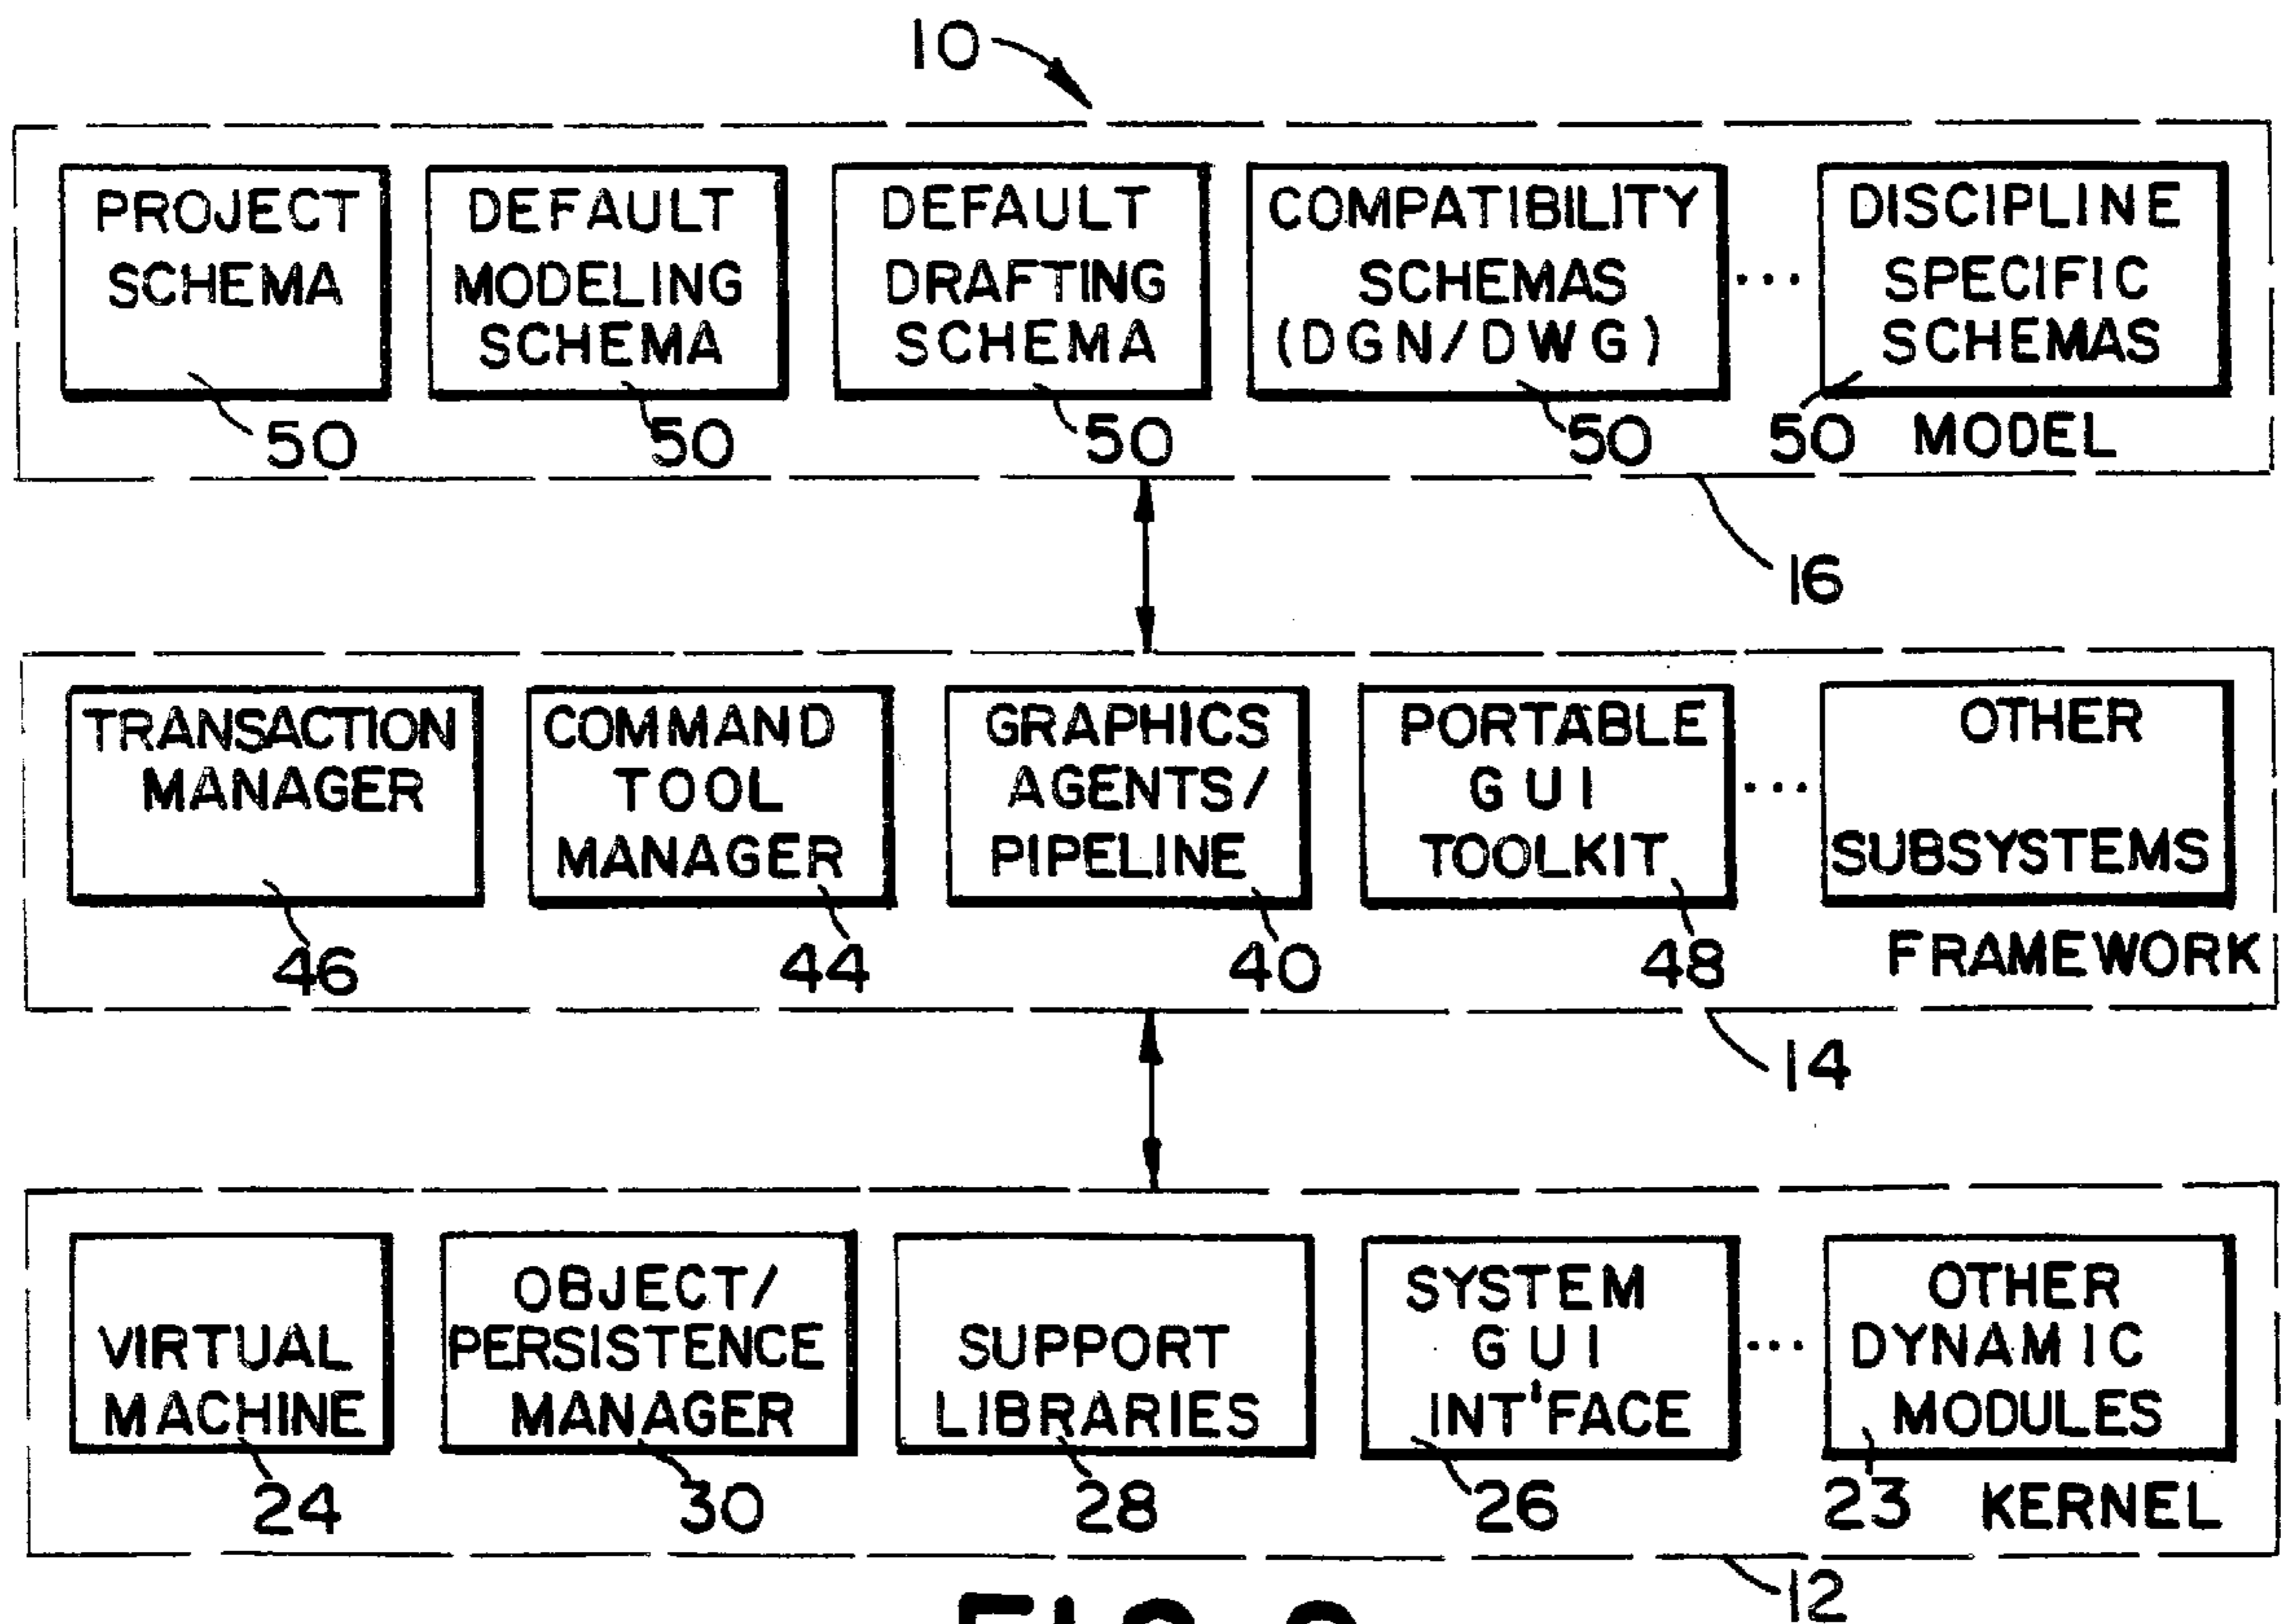 10
PROJECT
SCHEMA
50
DEFAULT
MODELING
SCHEMA
50
DEFAULT
DRAFTING
SCHEMA
50
COMPATIBILITY
SCHEMAS
(DGN/DWG)
50
...
DISCIPLINE
SPECIFIC
SCHEMAS
50
MODEL
16
TRANSACTION
MANAGER
46
COMMAND
TOOL
MANAGER
44
GRAPHICS
AGENTS/
PIPELINE
40
PORTABLE
GUI
TOOLKIT
48
...
OTHER
SUBSYSTEMS
FRAMEWORK
14
VIRTUAL
MACHINE
24
OBJECT/
PERSISTENCE
MANAGER
30
SUPPORT
LIBRARIES
28
SYSTEM
GUI
INT'FACE
26
...
OTHER
DYNAMIC
MODULES
23
KERNEL
12